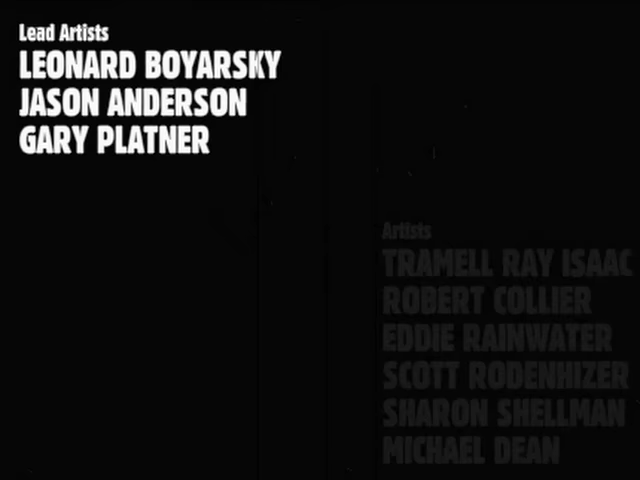 Lead Artists
LEONARD BOYARSKY
JASON ANDERSON
GARY PLATNER
Artists
TRAMELL RAY ISAAC
ROBERT COLLIER
EDDIE RAINWATER
SCOTT RODENHIZER
SHARON SHELLMAN
MICHAEL DEAN